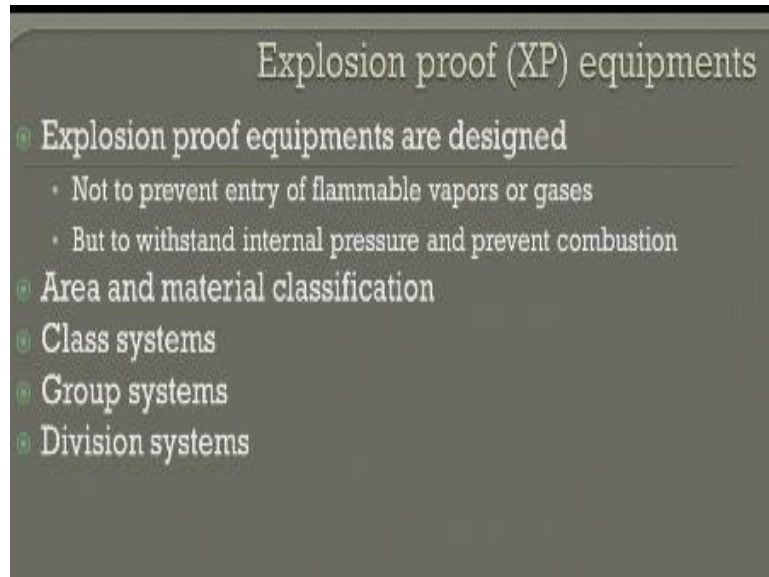 Explosion proof (XP) equipments
Explosion proof equipments are designed
Not to prevent entry of flammable vapors or gases
But to withstand internal pressure and prevent combustion
Area and material classification
Class systems
Group systems
Division systems